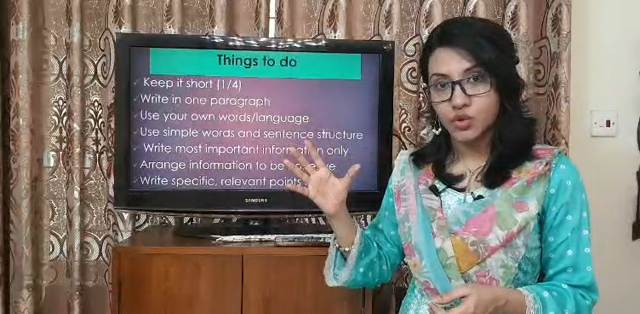 Things to do
Keep it short (1/4)
Write in one paragraph
Use your own words/language
Use simple words and sentence structure
Write most important information only
Arrange information to be
Write specific, relevant points
SAMSUNG